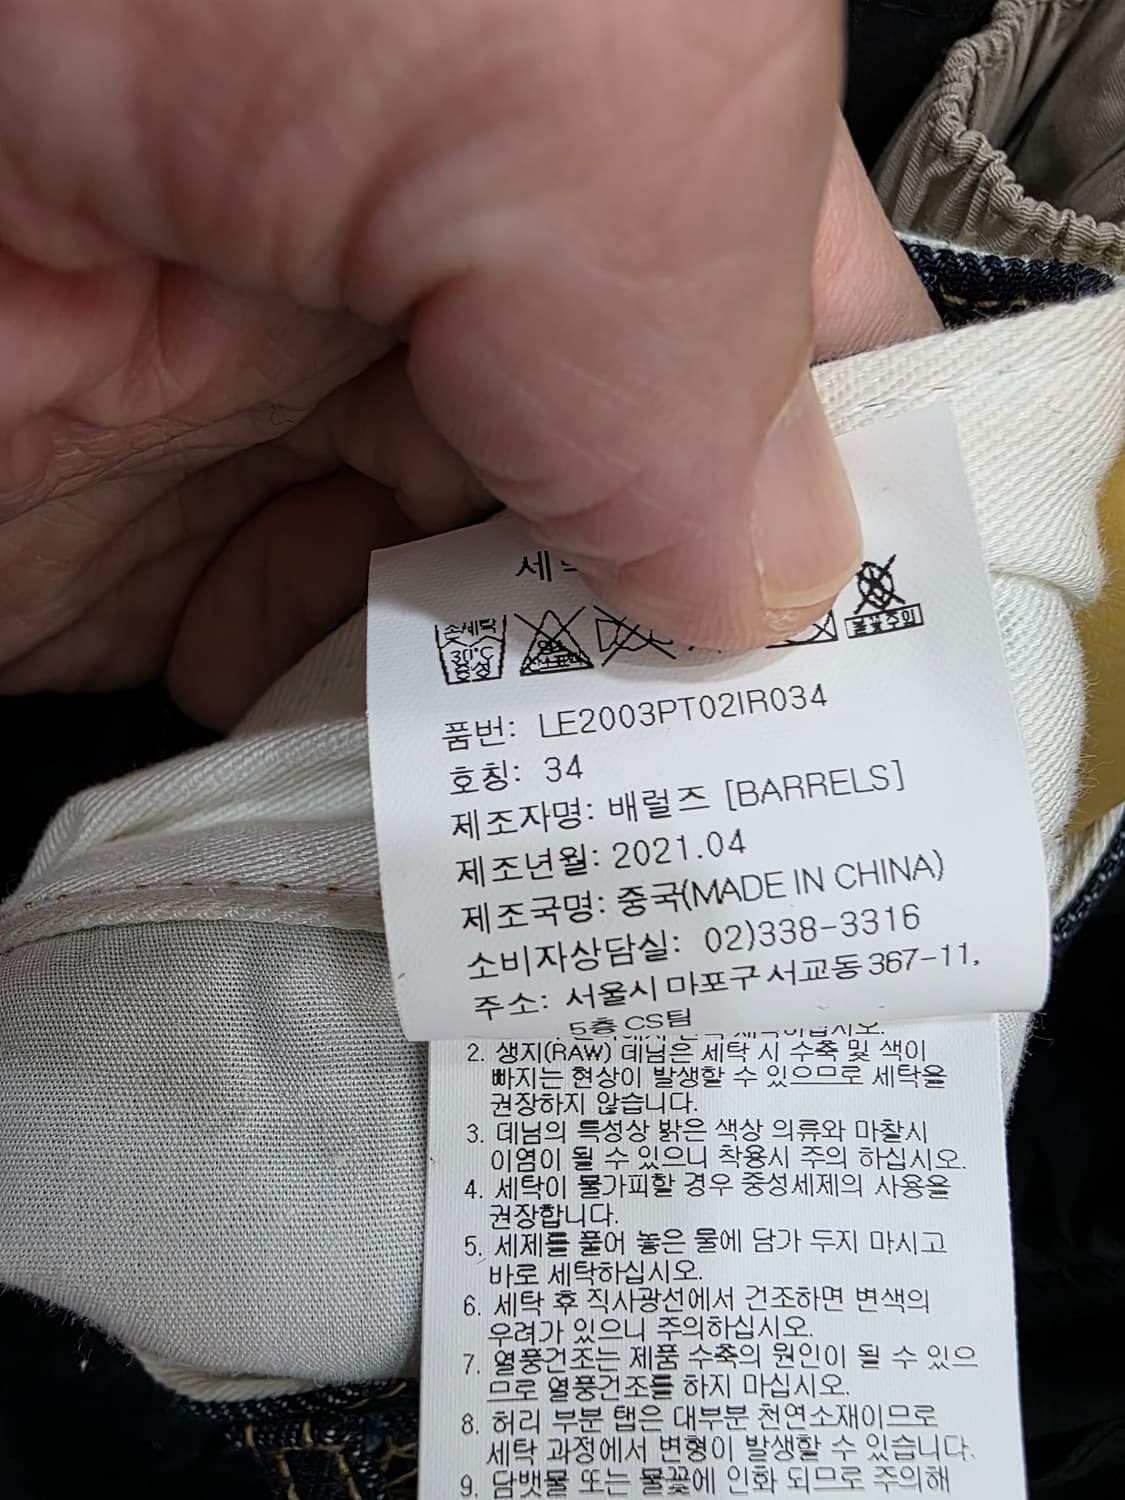 세
손세탁
30℃
중성
불꽃주의
품번: LE2003PT02IR034
호칭: 34
제조자명: 배럴즈 [BARRELS]
제조년월: 2021.04
제조국명: 중국(MADE IN CHINA)
소비자상담실: 02)338-3316
주소: 서울시 마포구 서교동 367-11,
5층 CS팀
2. 생지(RAW) 데님은 세탁 시 수축 및 색이
빠지는 현상이 발생할 수 있으므로 세탁을
권장하지 않습니다.
3. 데님의 특성상 밝은 색상 의류와 마찰시
이염이 될 수 있으니 착용시 주의 하십시오.
4. 세탁이 불가피할 경우 중성세제의 사용을
권장합니다.
5. 세제를 풀어 놓은 물에 담가 두지 마시고
바로 세탁하십시오.
6. 세탁 후 직사광선에서 건조하면 변색의
우려가 있으니 주의하십시오.
7. 열풍건조는 제품 수축의 원인이 될 수 있으
므로 열풍건조를 하지 마십시오.
8. 허리 부분 탭은 대부분 천연소재이므로
세탁 과정에서 변형이 발생할 수 있습니다.
9. 담뱃불 또는 불꽃에 인화 되므로 주의해